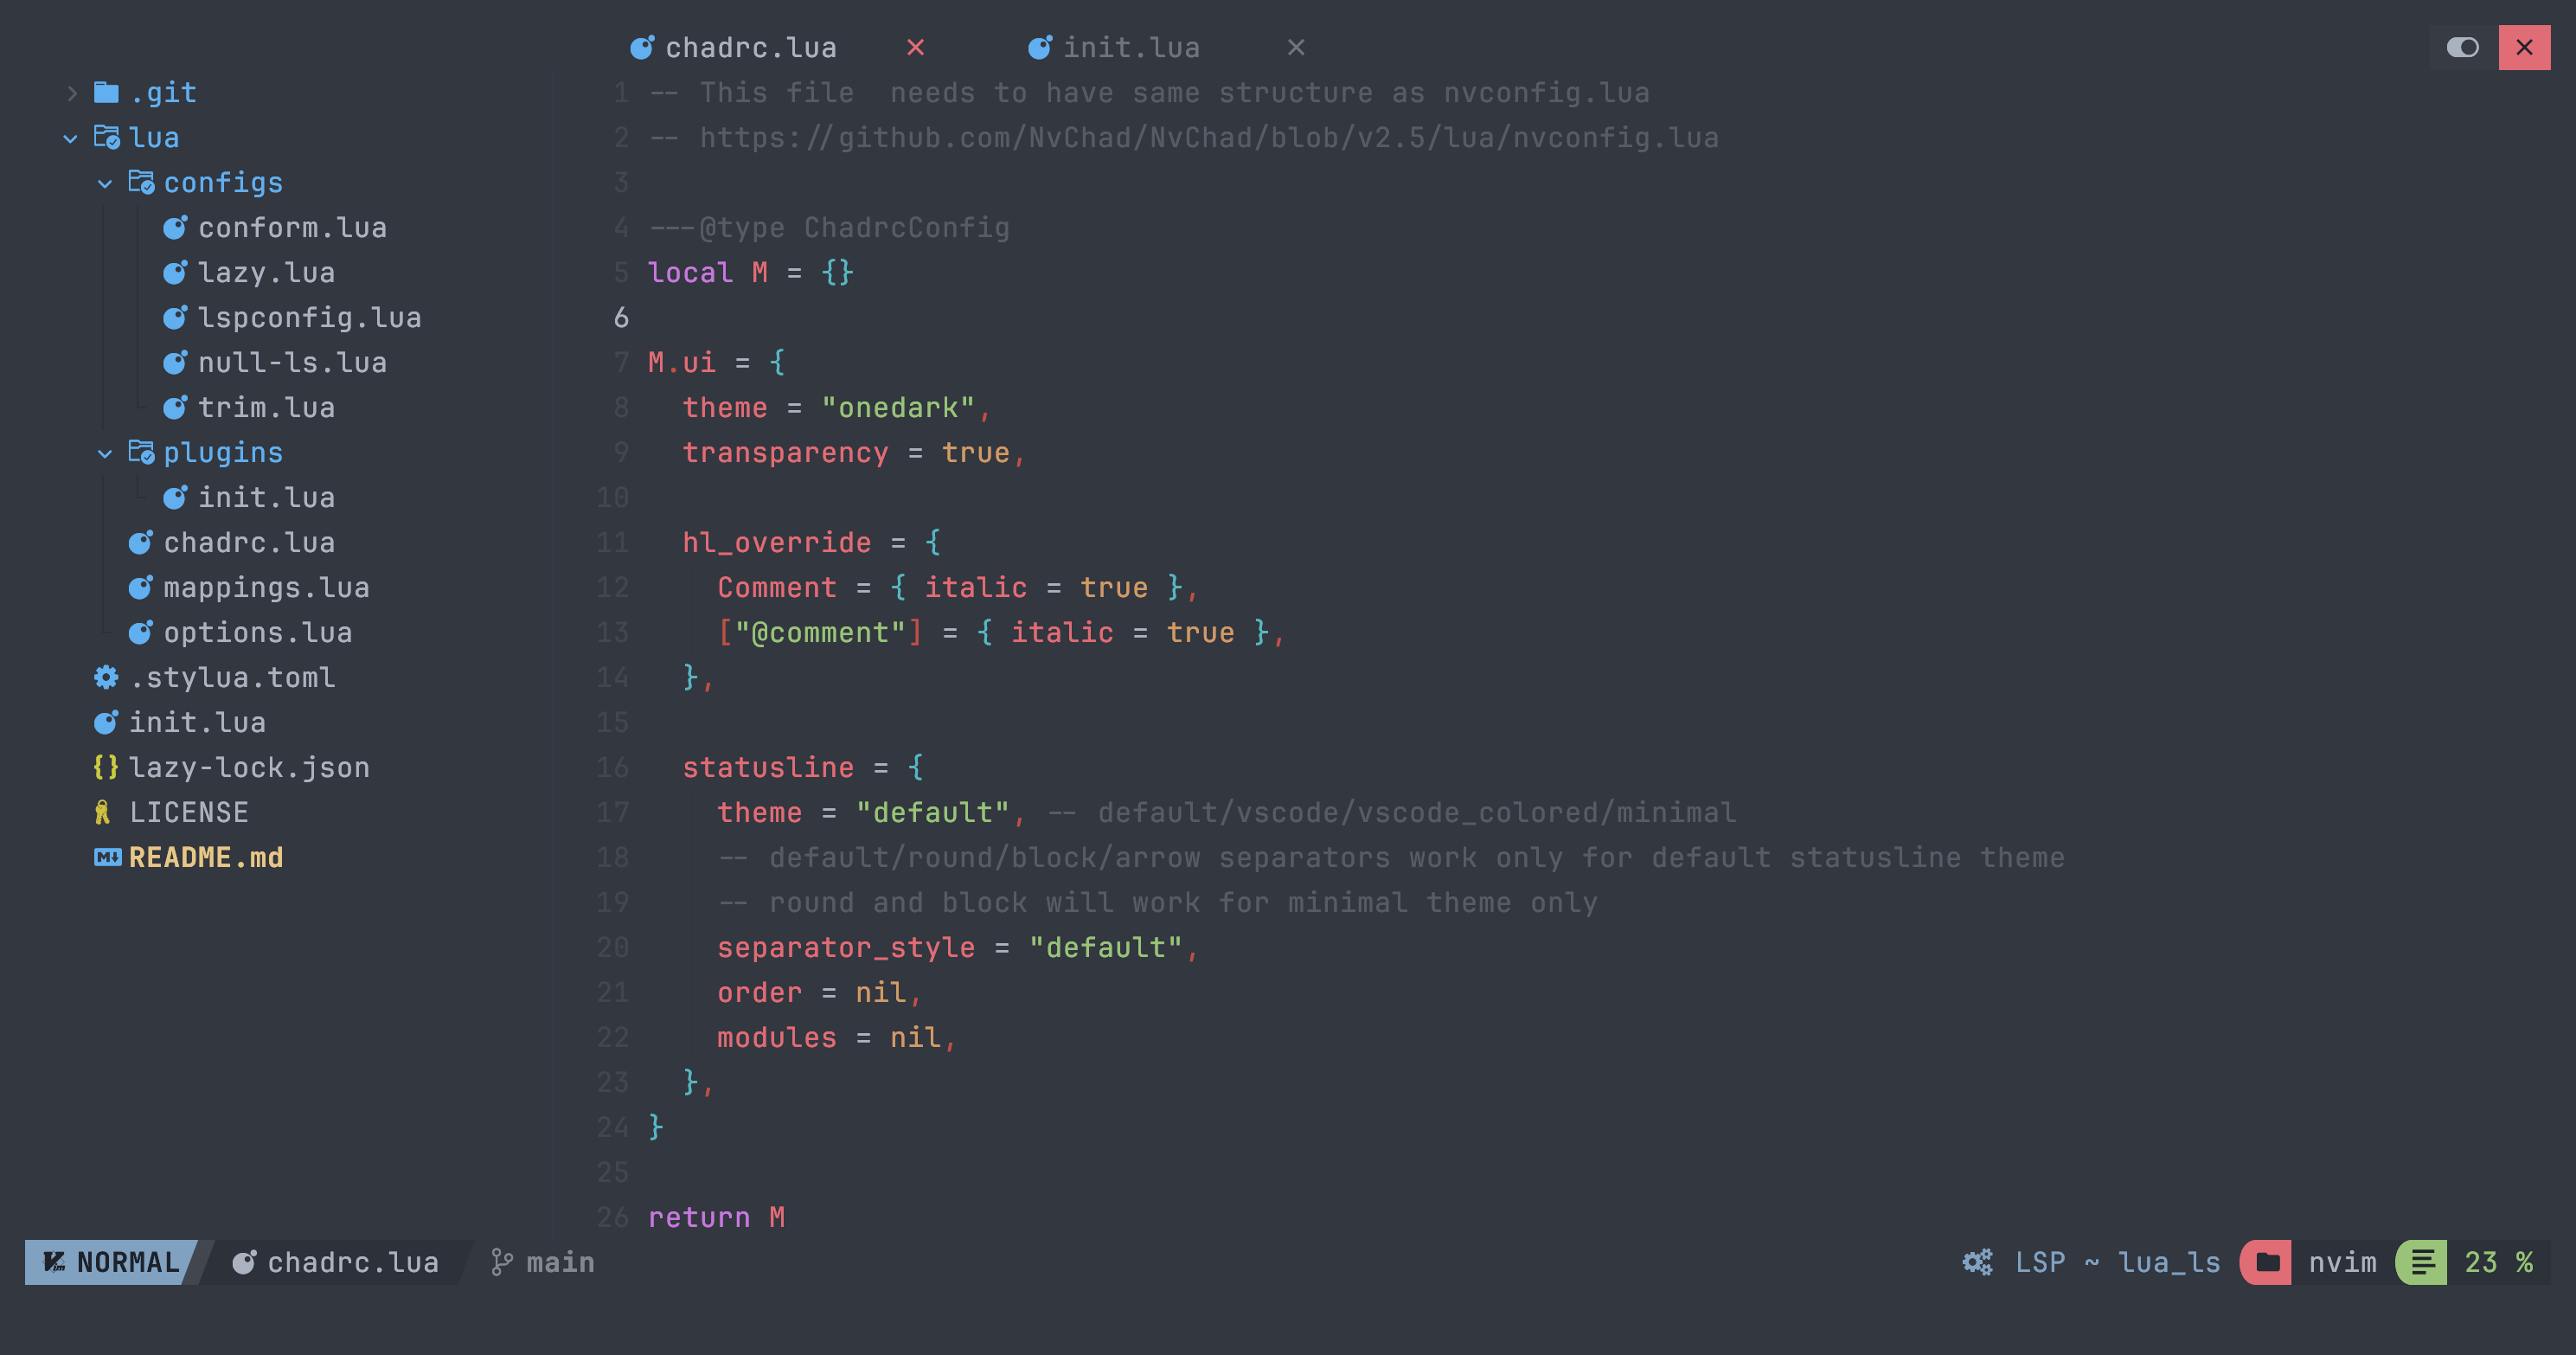 chadrc.lua init.lua
.git
lua
configs
conform.lua
lazy.lua
lspconfig.lua
null-ls.lua
trim.lua
plugins
init.lua
chadrc.lua
mappings.lua
options.lua
.stylua.toml
init.lua
lazy-lock.json
LICENSE
README.md
1 -- This file  needs to have same structure as nvconfig.lua
2 -- https://github.com/NvChad/NvChad/blob/v2.5/lua/nvconfig.lua
3
4 ---@type ChadrcConfig
5 local M = {}
6
7 M.ui = {
8   theme = "onedark",
9   transparency = true,
10
11   hl_override = {
12     Comment = { italic = true },
13     ["@comment"] = { italic = true },
14   },
15
16   statusline = {
17     theme = "default", -- default/vscode/vscode_colored/minimal
18     -- default/round/block/arrow separators work only for default statusline theme
19     -- round and block will work for minimal theme only
20     separator_style = "default",
21     order = nil,
22     modules = nil,
23   },
24 }
25
26 return M
NORMAL chadrc.lua main LSP ~ lua_ls nvim 23 %